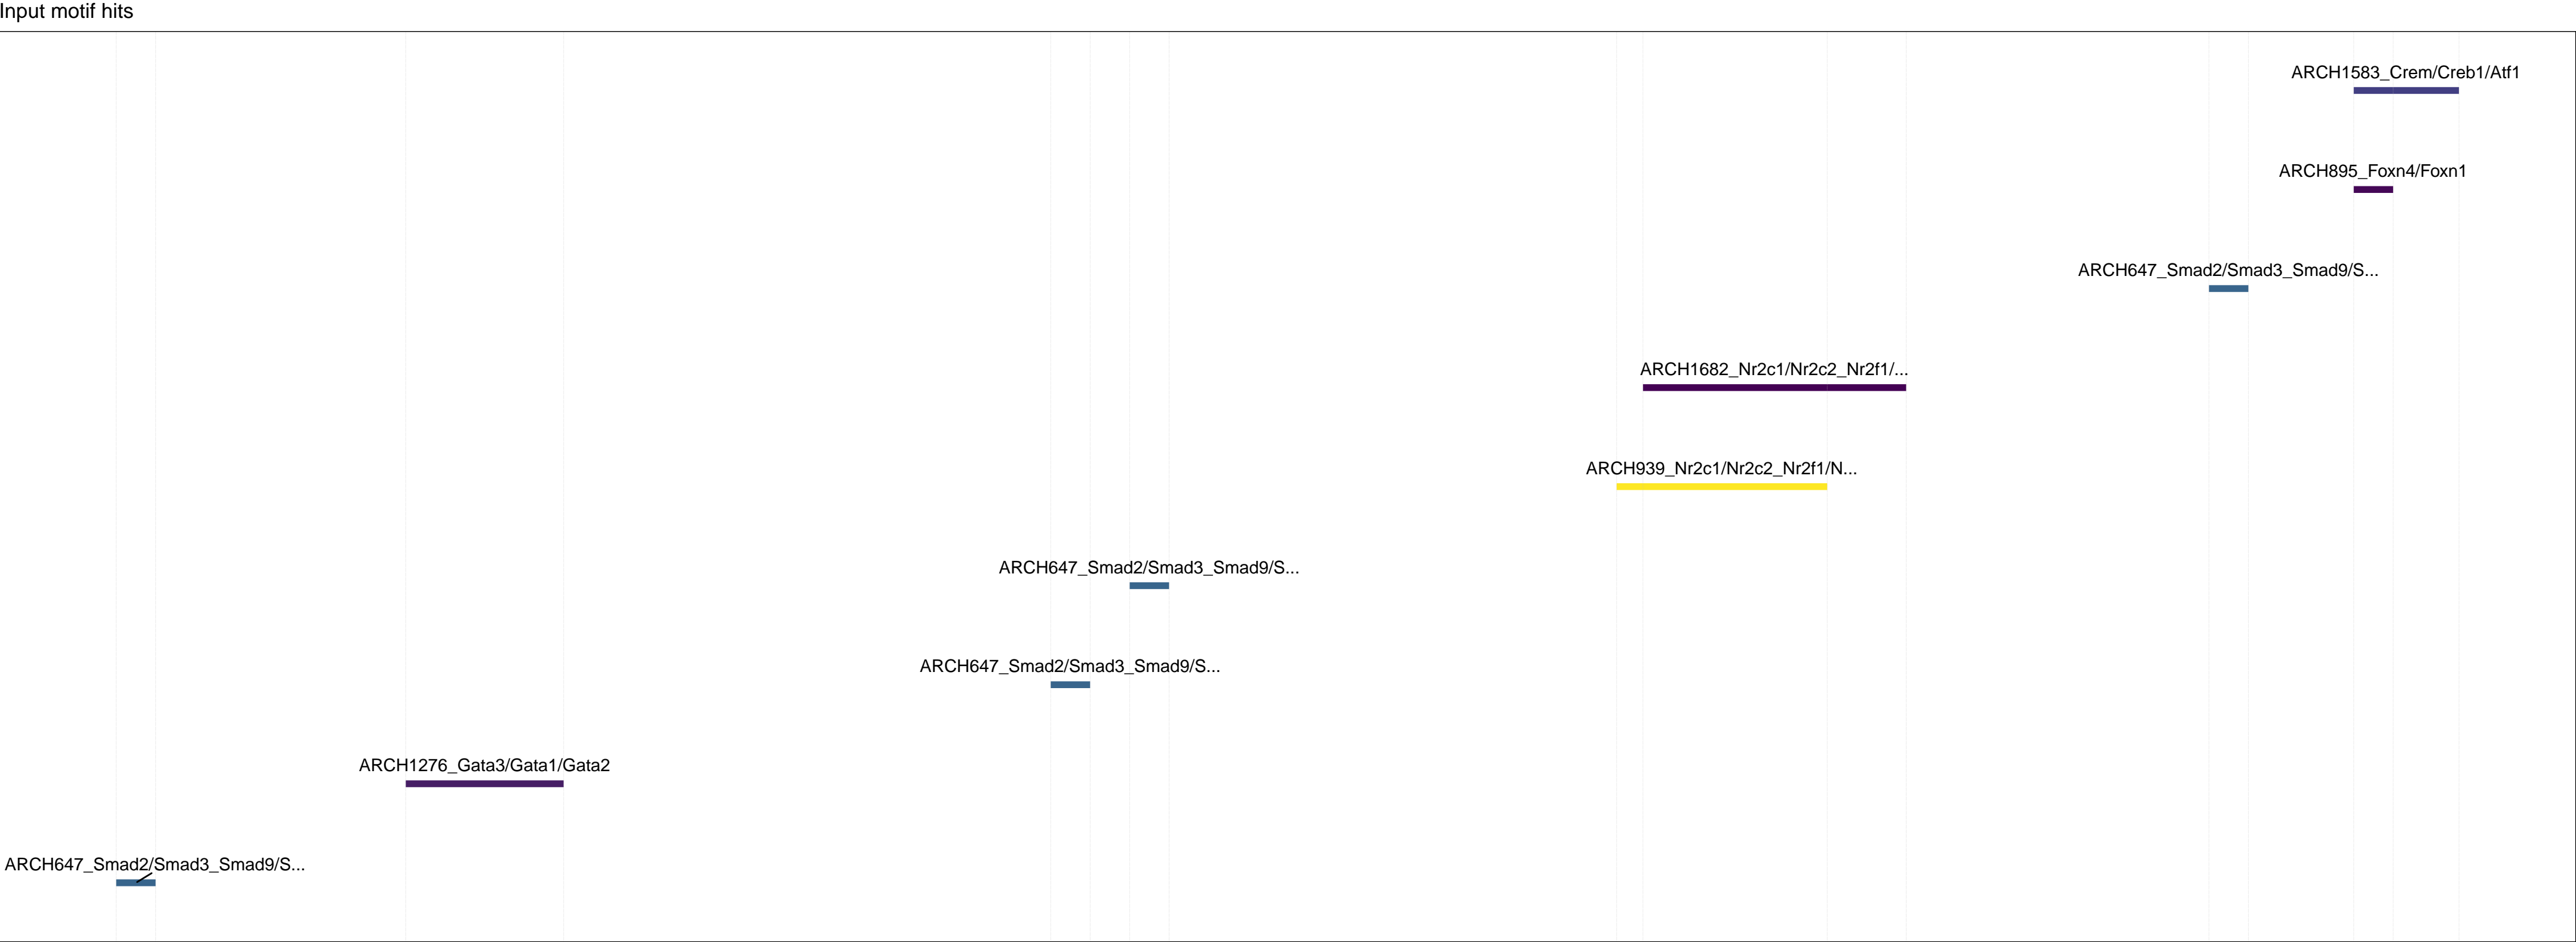 Input motif hits
ARCH1583_Crem/Creb1/Atf1
ARCH895_Foxn4/Foxn1
ARCH647_Smad2/Smad3_Smad9/S...
ARCH1682_Nr2c1/Nr2c2_Nr2f1/...
ARCH939_Nr2c1/Nr2c2_Nr2f1/N...
ARCH647_Smad2/Smad3_Smad9/S...
ARCH647_Smad2/Smad3_Smad9/S...
ARCH1276_Gata3/Gata1/Gata2
ARCH647_Smad2/Smad3_Smad9/S...